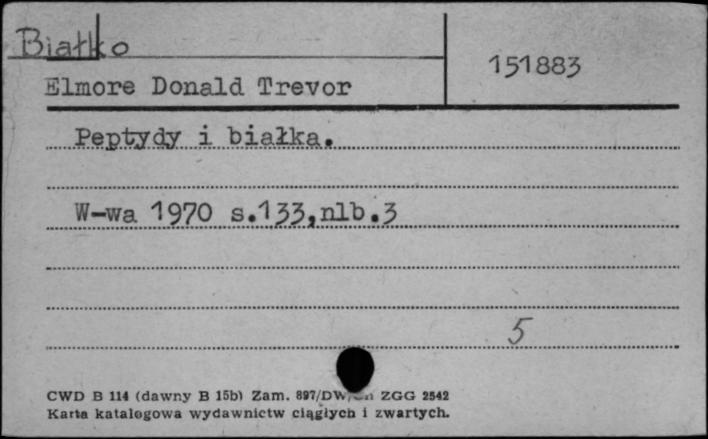 Białko
151883
Elmore Donald Trevor
Peptydy i białka.
W-wa 1970 s.133,nlb.3
5
CWD B 114 (dawny B 15b) Zam. 897/DW/ ZGG 2542
Karta katalogowa wydawnictw ciągłych i zwartych.